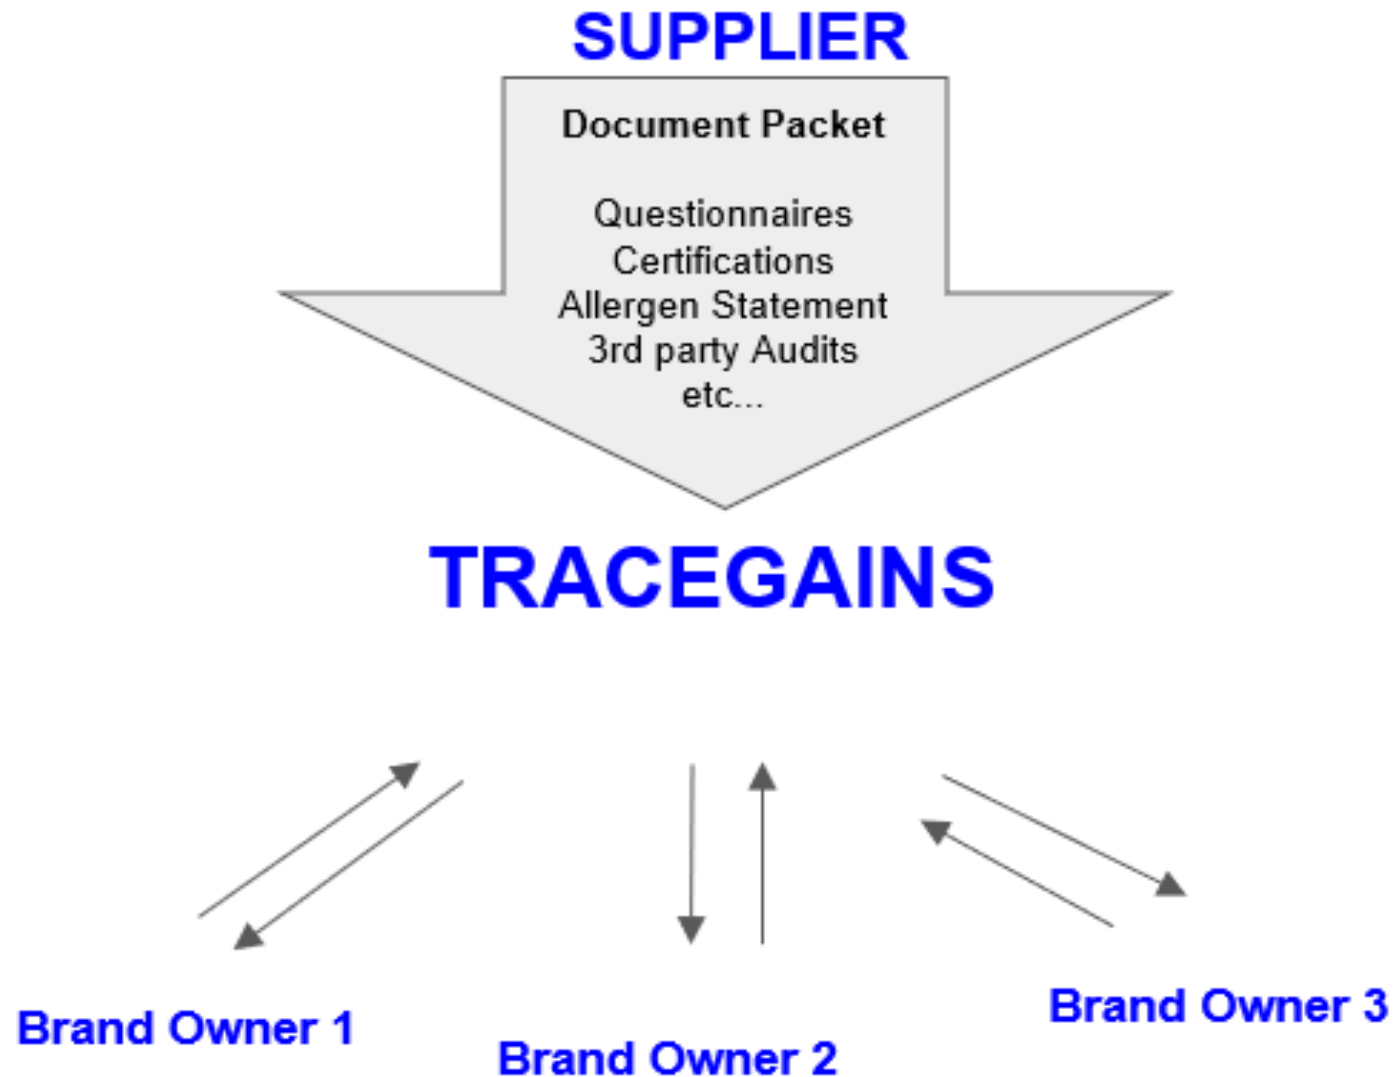 SUPPLIER
Document Packet
Questionnaires
Certifications
Allergen Statement
3rd party Audits
etc...
TRACEGAINS
Brand Owner 1
Brand Owner 2
Brand Owner 3